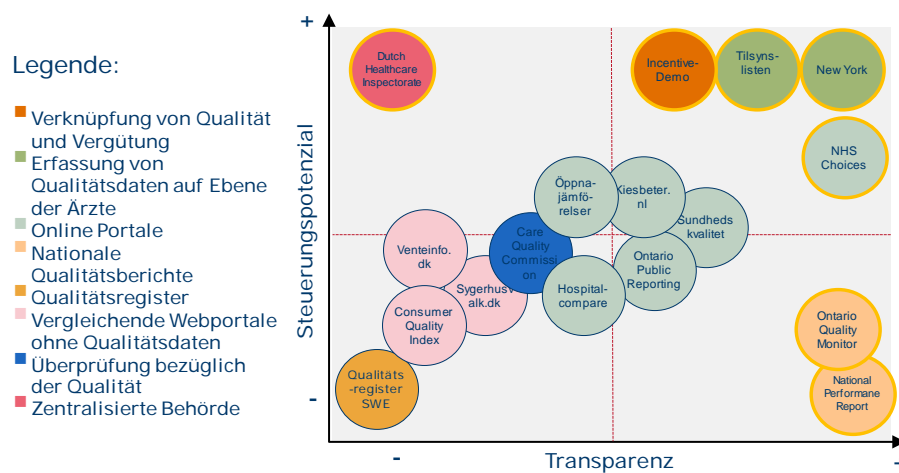 Legende:
Verknüpfung von Qualität
und Vergütung
Erfassung von
Qualitätsdaten auf Ebene
der Ärzte
Online Portale
Nationale
Qualitätsberichte
Qualitätsregister
Vergleichende Webportale
ohne Qualitätsdaten
Überprüfung bezüglich
der Qualität
Zentralisierte Behörde
+
Steuerungspotenzial
-
Dutch
Healthcare
Inspectorate
Incentive-
Demo
Tilsyns-
listen
New York
NHS
Choices
Öppna-
jämfö-
relser
Kiesbeter.
nl
Sundheds
kvalitet
Venteinfo.
dk
Care
Quality
Commissi
on
Ontario
Public
Reporting
Sygerhusv
alk.dk
Hospital-
compare
Consumer
Quality
Index
Ontario
Quality
Monitor
Qualitäts
-register
SWE
National
Performane
Report
-
Transparenz